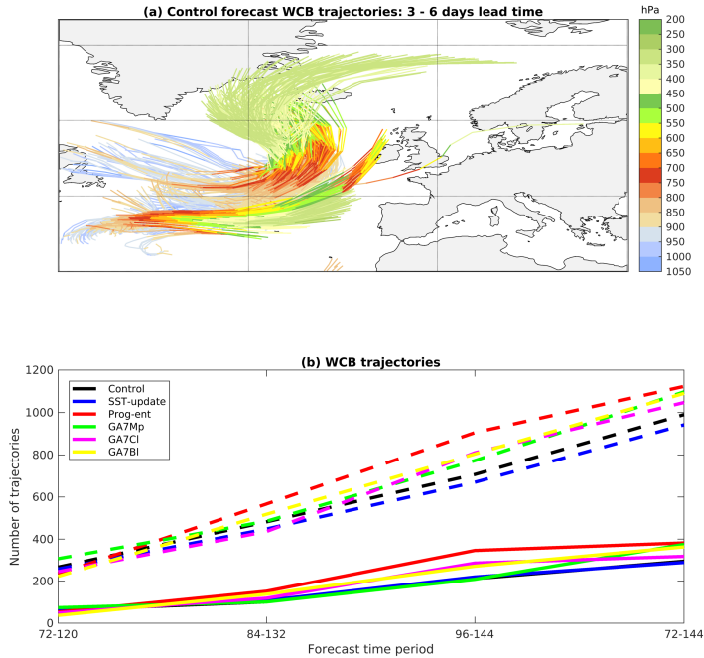 (a) Control forecast WCB trajectories: 3 - 6 days lead time
hPa
200
250
300
350
400
450
500
550
600
650
700
750
800
850
900
950
1000
1050
(b) WCB trajectories
1200
1000
800
600
400
200
0
Number of trajectories
Control
SST-update
Prog-ent
GA7Mp
GA7Cl
GA7Bl
72-120
84-132
96-144
72-144
Forecast time period